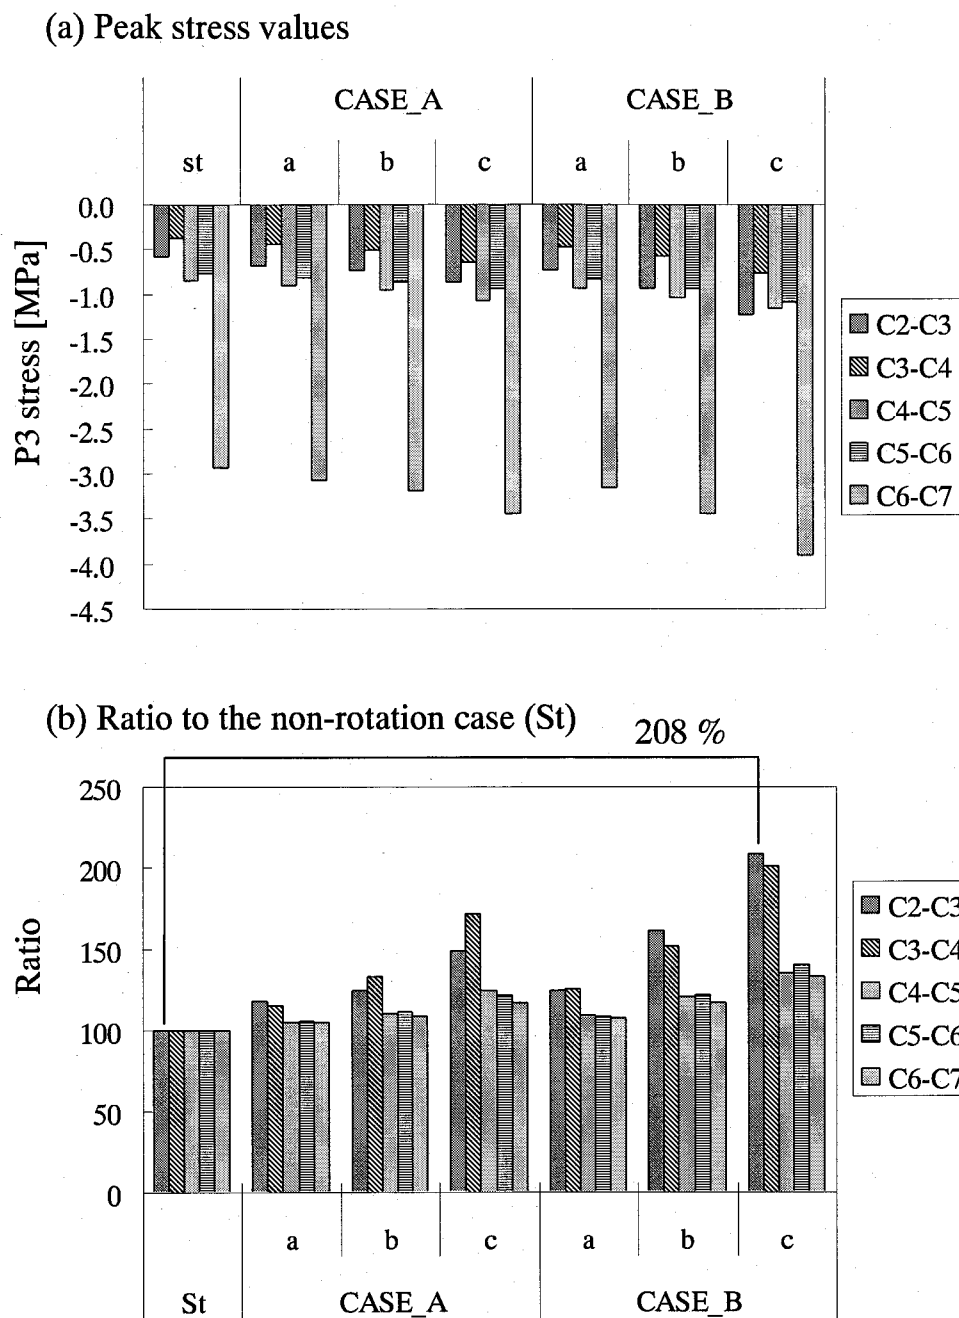 (a) Peak stress values
CASE_A CASE_B
st a b c a b c
0.0
-0.5
-1.0
-1.5
-2.0
-2.5
-3.0
-3.5
-4.0
-4.5
P3 stress [MPa]
C2-C3
C3-C4
C4-C5
C5-C6
C6-C7
(b) Ratio to the non-rotation case (St)
208 %
250
200
150
100
50
0
Ratio
C2-C3
C3-C4
C4-C5
C5-C6
C6-C7
a b c a b c
St CASE_A CASE_B